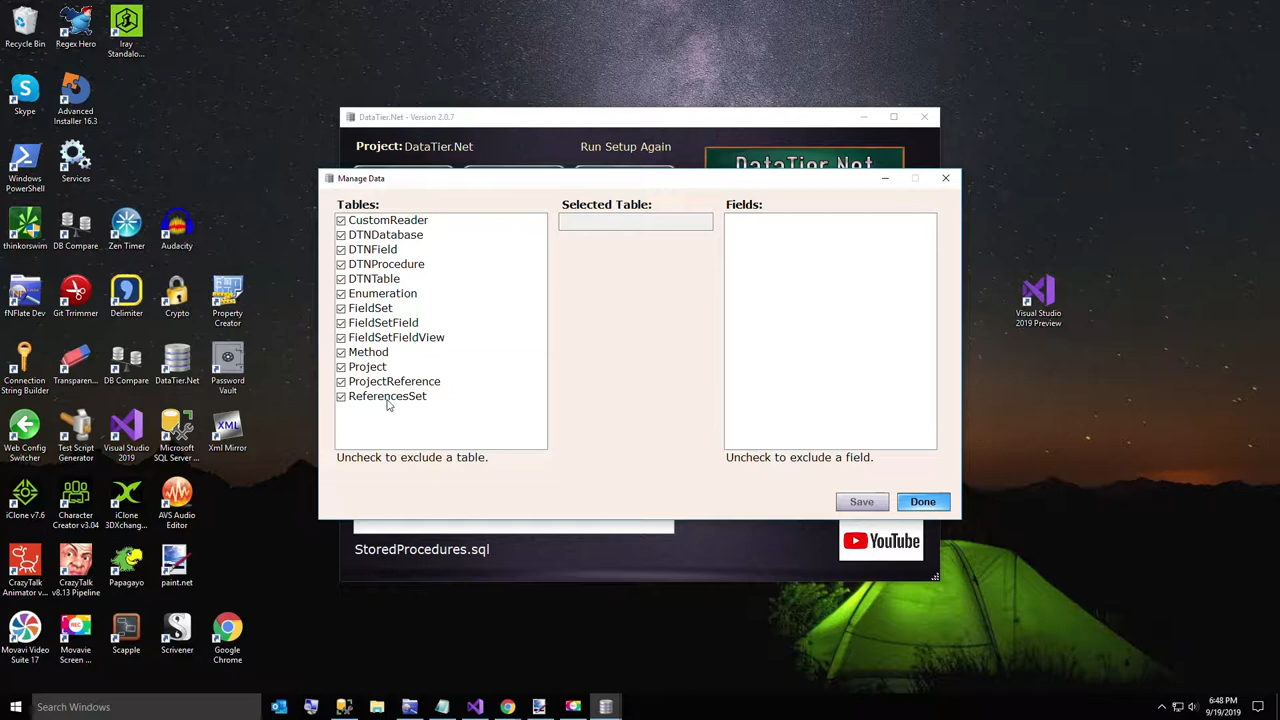 Recycle Bin
Regex Hero
Iray
Standalo...
Skype
Advanced
Installer 16.3
Windows
PowerShell
Services
thinkorswim
DB Compare
Zen Timer
Audacity
fNFlate Dev
Git Trimmer
Delimiter
Crypto
Property
Creator
Connection
String Builder
Transparen...
DB Compare
DataTier.Net
Password
Vault
Web Config
Switcher
Test Script
Generator
Visual Studio
2019
Microsoft
SQL Server ...
Xml Mirror
XML
iClone v7.6
Character
Creator v3.04
iClone
3DXchang...
AVS Audio
Editor
CrazyTalk
Animator v...
CrazyTalk
v8.13 Pipeline
Papagayo
paint.net
Movavi Video
Suite 17
REC
Movavie
Screen ...
Scapple
Scrivener
Google
Chrome
DataTier.Net - Version 2.0.7
Project: DataTier.Net
Run Setup Again
DataTier.Net
Manage Data
Tables:
Selected Table:
Fields:
CustomReader
DTNDatabase
DTNField
DTNProcedure
DTNTable
Enumeration
FieldSet
FieldSetField
FieldSetFieldView
Method
Project
ProjectReference
ReferencesSet
Uncheck to exclude a table.
Uncheck to exclude a field.
Save
Done
StoredProcedures.sql
YouTube
Visual Studio
2019 Preview
Search Windows
6:48 PM
9/19/2019